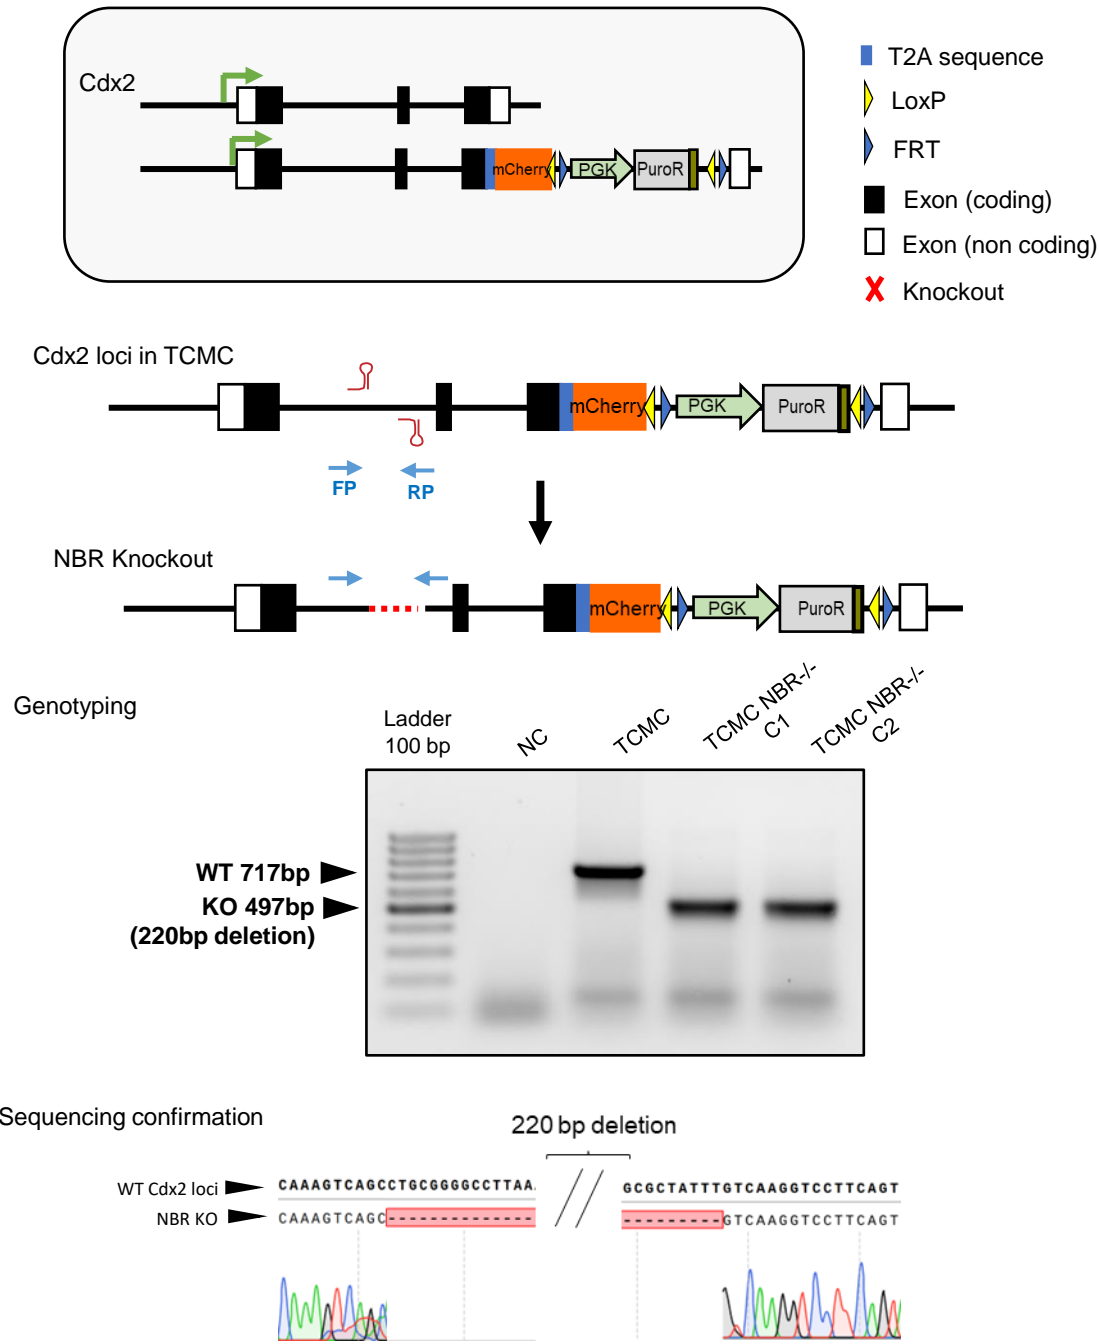 Cdx2
mCherry
PGK
PuroR
T2A sequence
LoxP
FRT
Exon (coding)
Exon (non coding)
Knockout
Cdx2 loci in TCMC
mCherry
PGK
PuroR
FP
RP
NBR Knockout
mCherry
PGK
PuroR
Genotyping
Ladder
100 bp
NC
TCMC
TCMC NBR-/-
C1
TCMC NBR-/-
C2
WT 717bp
KO 497bp
(220bp deletion)
Sequencing confirmation
220 bp deletion
WT Cdx2 loci
CAAAGTCAGCCTGCGGGGCCTTAA.
GCGCTATTTGTCAAGGTCCTTCAGT
NBR KO
CAAAGTCAGC--------------
---------GTCAAGGTCCTTCAGT